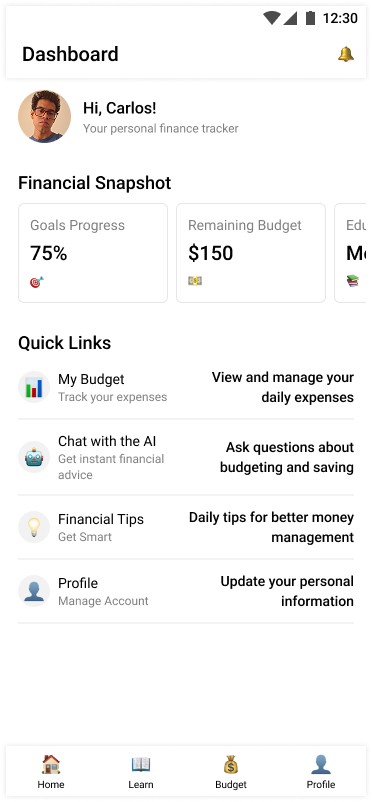 12:30
Dashboard
Hi, Carlos!
Your personal finance tracker
Financial Snapshot
Goals Progress
75%
Remaining Budget
$150
Quick Links
My Budget
Track your expenses
View and manage your
daily expenses
Chat with the AI
Get instant financial
advice
Ask questions about
budgeting and saving
Financial Tips
Get Smart
Daily tips for better money
management
Profile
Manage Account
Update your personal
information
Home
Learn
Budget
Profile